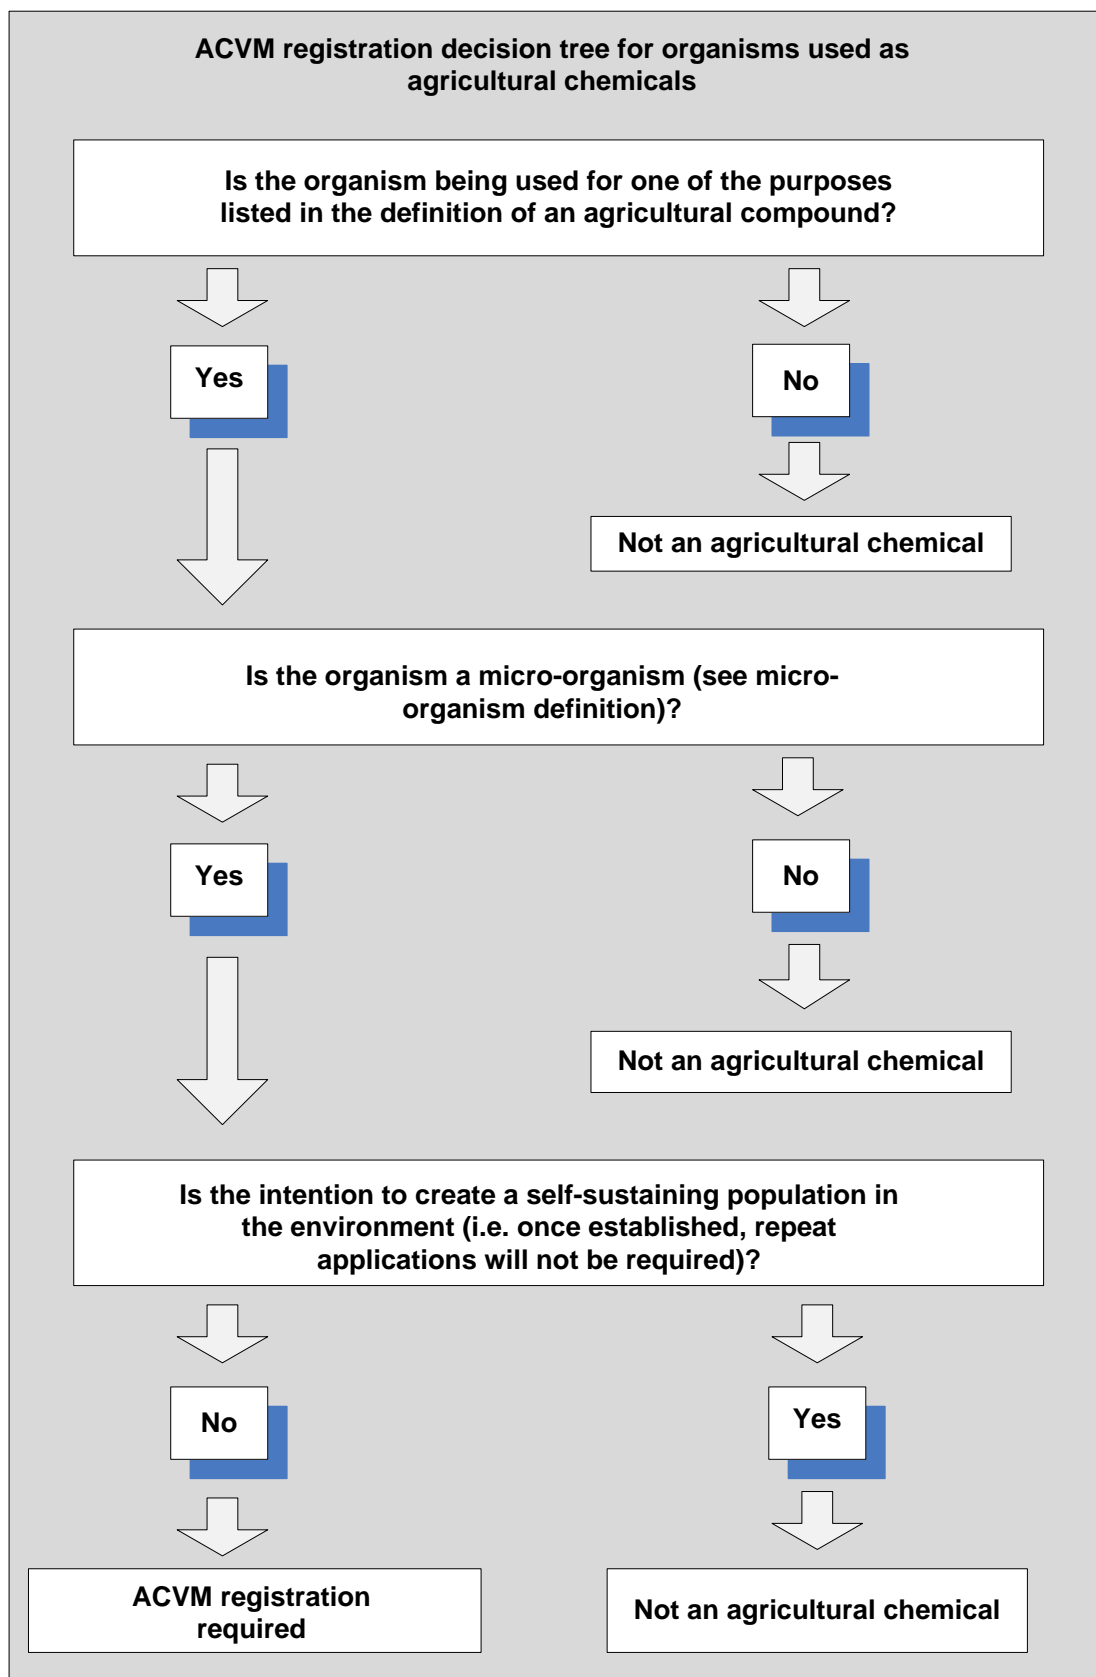 ACVM registration decision tree for organisms used as
agricultural chemicals
Is the organism being used for one of the purposes
listed in the definition of an agricultural compound?
Yes
No
Not an agricultural chemical
Is the organism a micro-organism (see micro-
organism definition)?
Yes
No
Not an agricultural chemical
Is the intention to create a self-sustaining population in
the environment (i.e. once established, repeat
applications will not be required)?
No
Yes
ACVM registration
required
Not an agricultural chemical